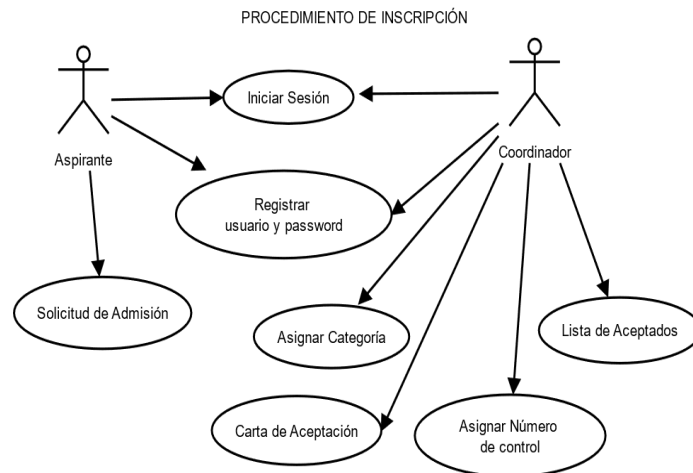 PROCEDIMIENTO DE INSCRIPCIÓN
Iniciar Sesión
Aspirante
Coordinador
Registrar
usuario y password
Solicitud de Admisión
Asignar Categoría
Lista de Aceptados
Carta de Aceptación
Asignar Número
de control